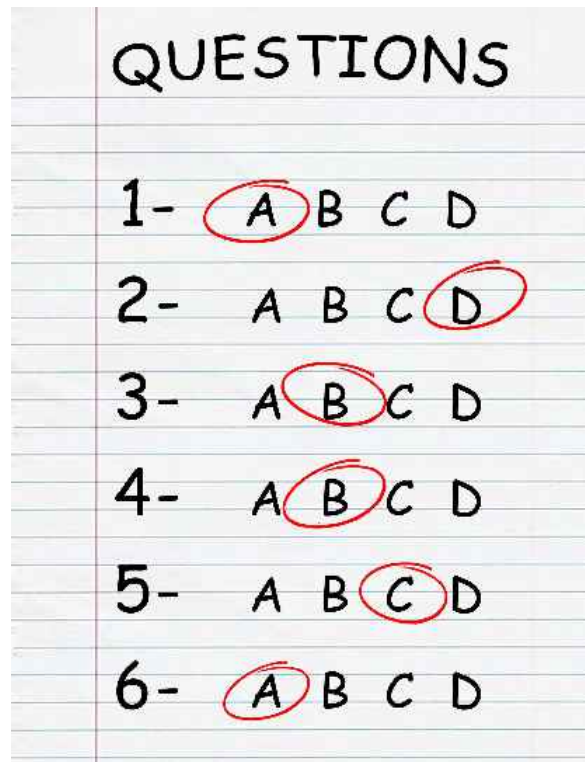 QUESTIONS
1- A B C D
2- A B C D
3- A B C D
4- A B C D
5- A B C D
6- A B C D